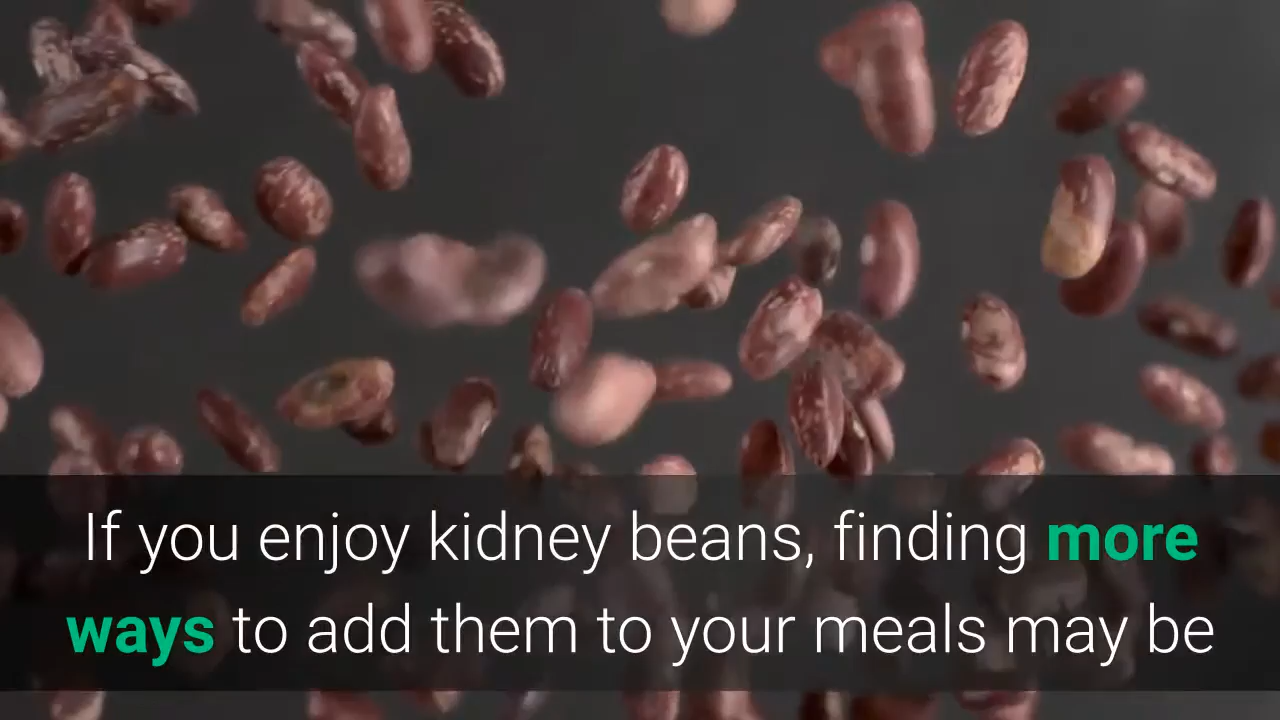 If you enjoy kidney beans, finding more
ways to add them to your meals may be